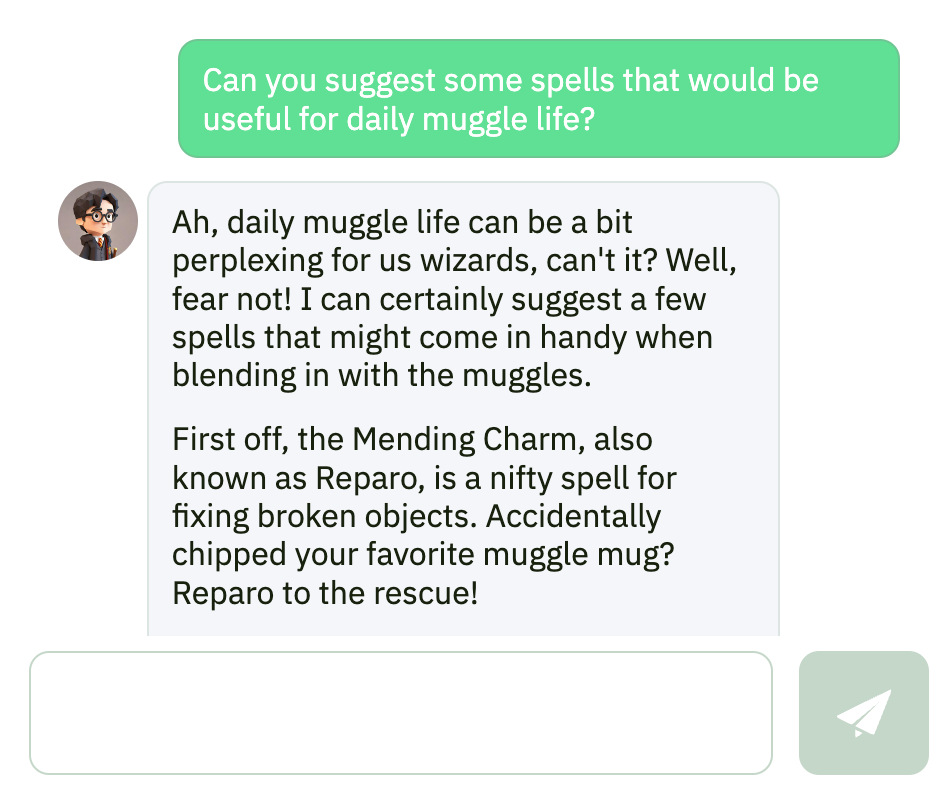 Can you suggest some spells that would be
useful for daily muggle life?
Ah, daily muggle life can be a bit
perplexing for us wizards, can't it? Well,
fear not! I can certainly suggest a few
spells that might come in handy when
blending in with the muggles.
First off, the Mending Charm, also
known as Reparo, is a nifty spell for
fixing broken objects. Accidentally
chipped your favorite muggle mug?
Reparo to the rescue!